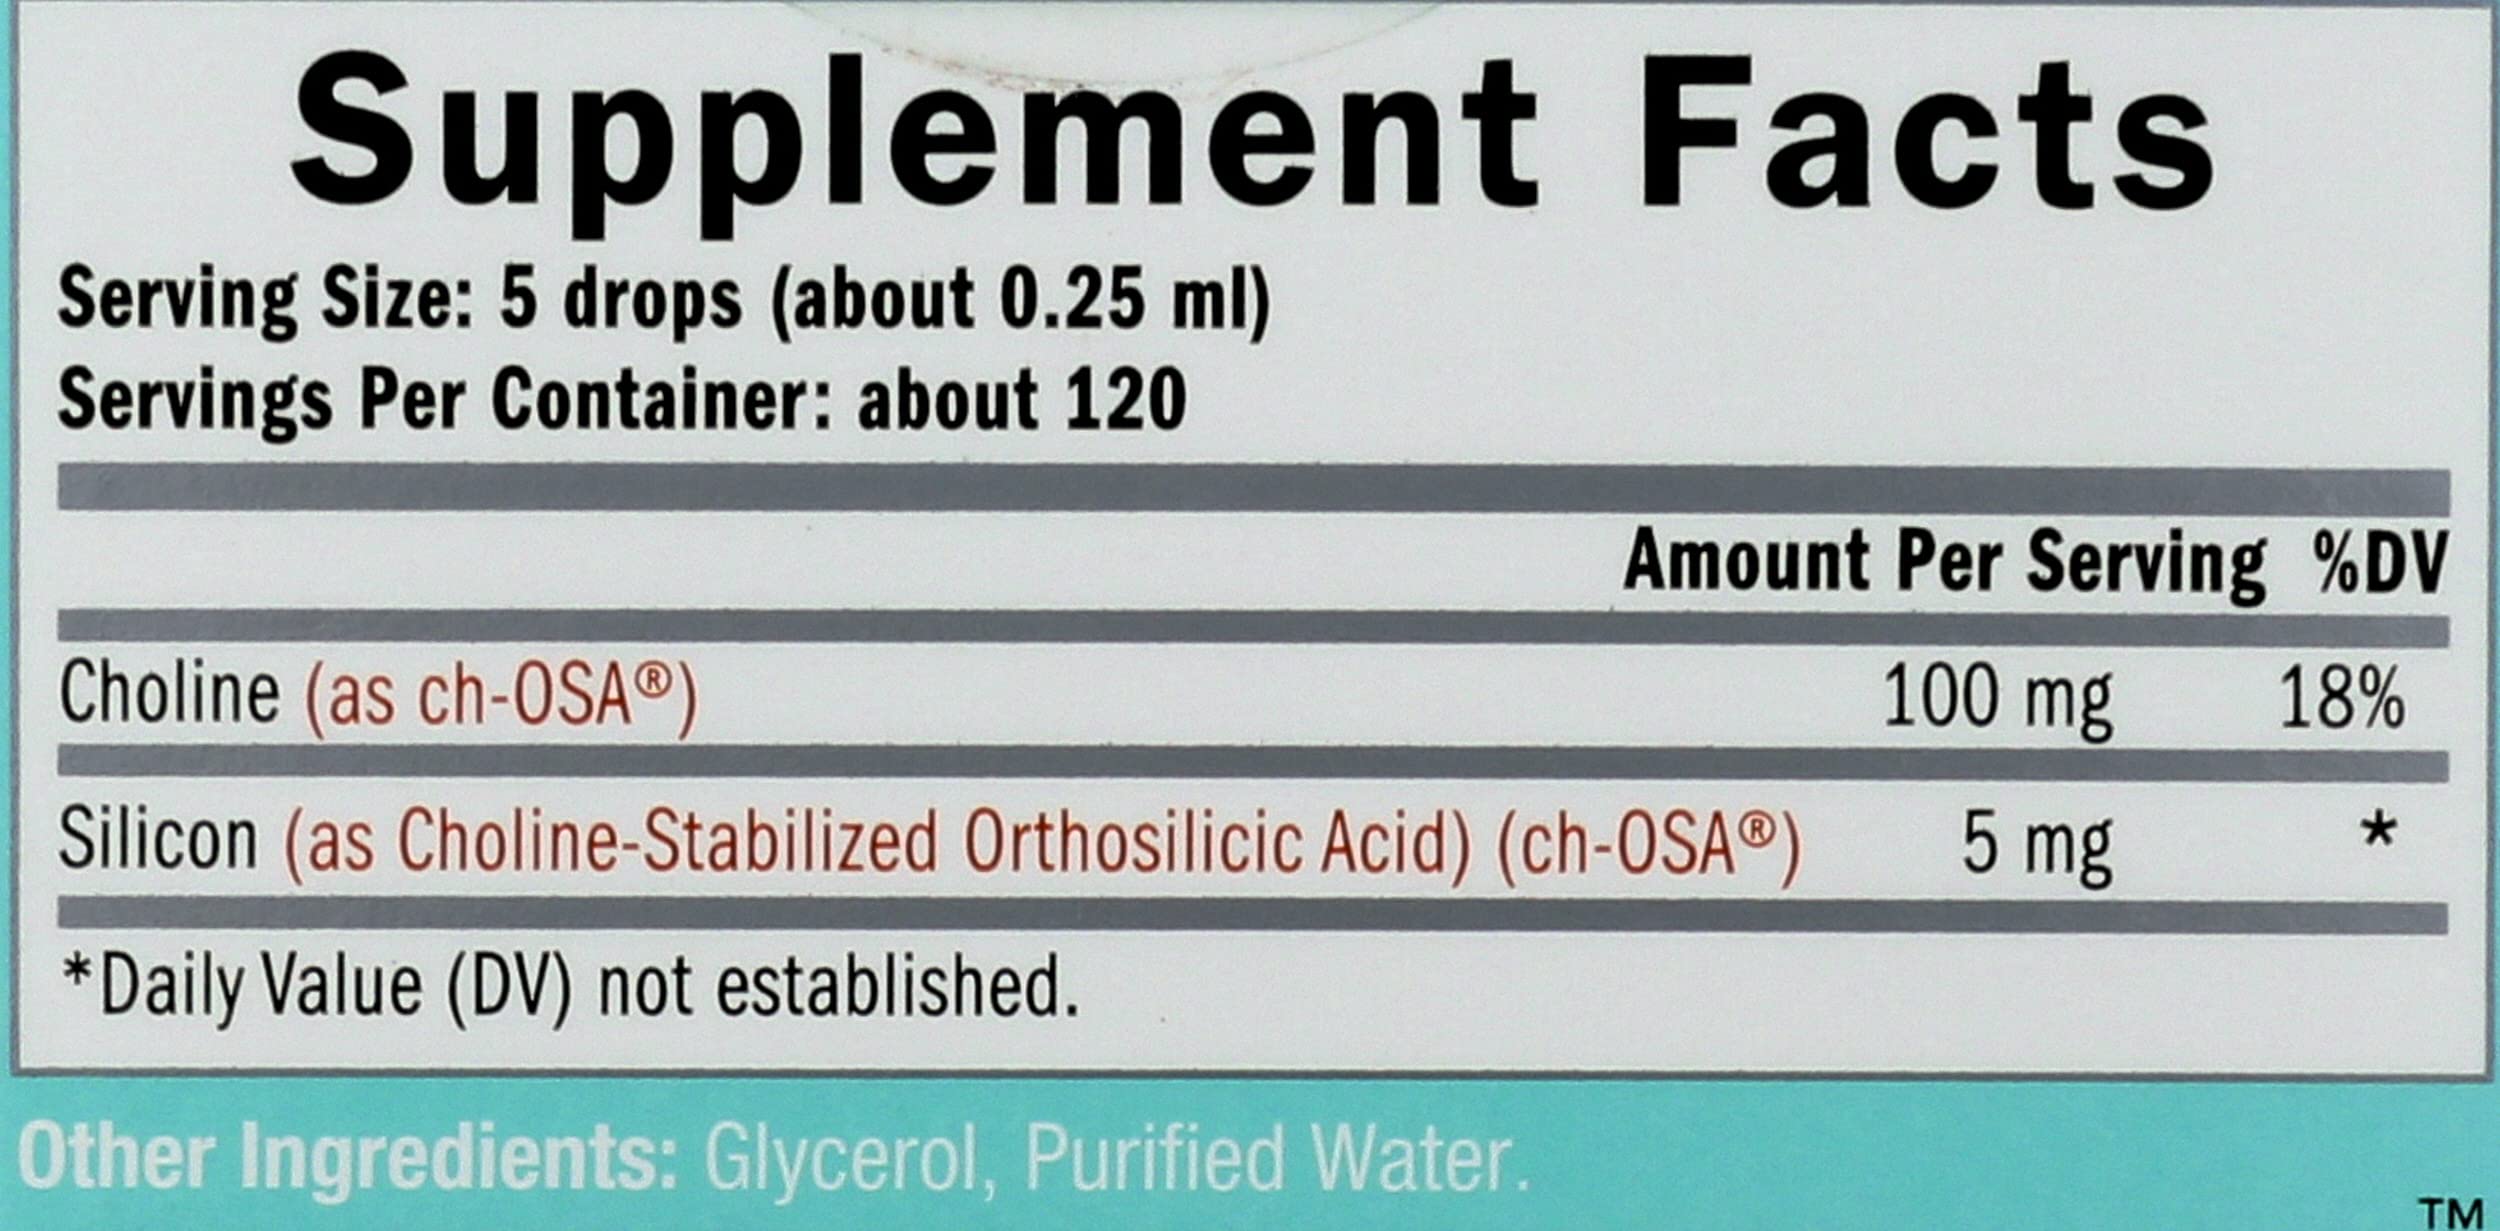 Supplement Facts
Serving Size: 5 drops (about 0.25 ml)
Servings Per Container: about 120
Amount Per Serving %DV
Choline (as ch-OSA®) 100 mg 18%
Silicon (as Choline-Stabilized Orthosilicic Acid) (ch-OSA®) 5 mg *
*Daily Value (DV) not established.
Other Ingredients: Glycerol, Purified Water.
TM